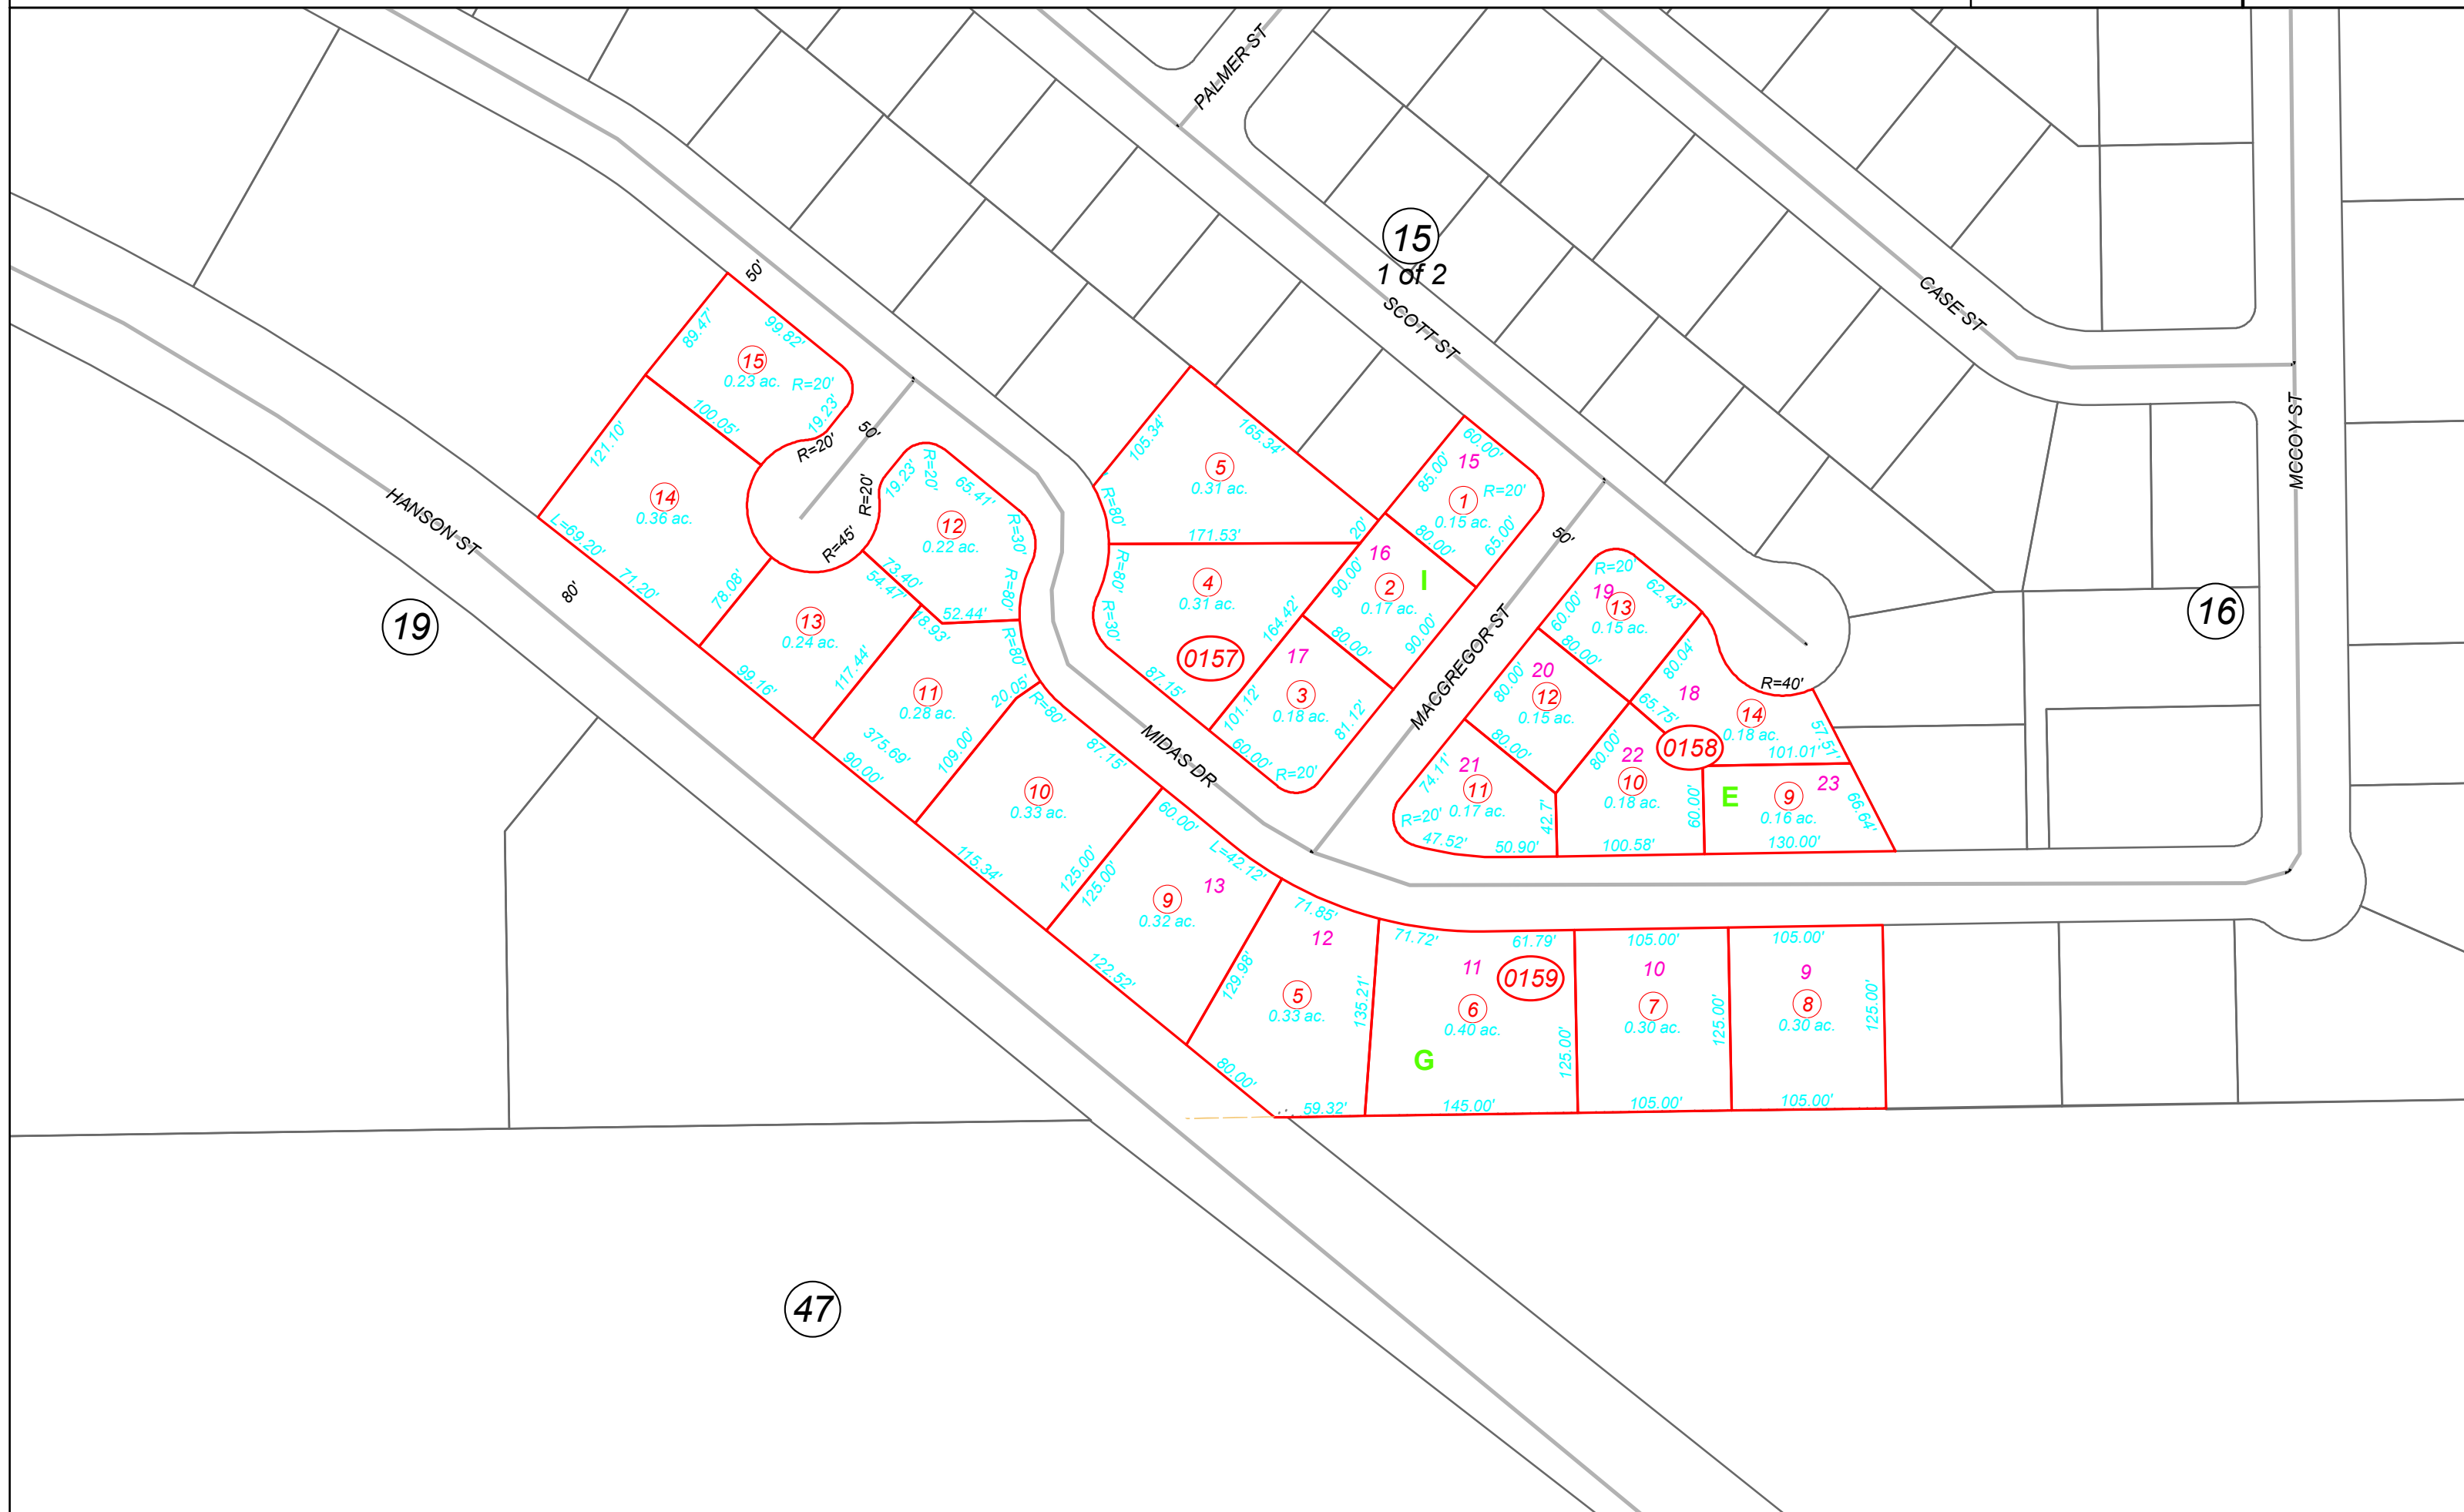 PALMER ST
15
1 of 2
SCOTT ST
CASE ST
MCCOY ST
50'
89.47'
99.82'
15
0.23 ac.
R=20'
19.23'
100.05'
R=20'
50'
121.10'
14
0.36 ac.
L=69.20'
71.20'
78.08'
HANSON ST
80'
19
R=45'
R=20'
19.23'
R=20'
65.41'
R=30'
12
0.22 ac.
R=80'
73.40'
54.47'
52.44'
18.93'
R=80'
13
0.24 ac.
99.16'
117.44'
11
0.28 ac.
20.05'
R=80'
375.69'
90.00'
109.00'
87.15'
10
0.33 ac.
115.34'
125.00'
125.00'
60.00'
L=42.12'
13
9
0.32 ac.
122.52'
129.98'
71.85'
12
5
0.33 ac.
80.00'
59.32'
135.21'
71.72'
61.79'
11
0159
6
0.40 ac.
G
145.00'
125.00'
105.00'
10
7
0.30 ac.
125.00'
105.00'
105.00'
9
8
0.30 ac.
125.00'
105.00'
105.34'
165.34'
5
0.31 ac.
R=80'
171.53'
20'
R=80'
4
0.31 ac.
R=30'
0157
164.42'
87.15'
MIDAS DR
60.00'
15
85.00'
1
R=20'
0.15 ac.
80.00'
65.00'
50'
16
90.00'
2
0.17 ac.
I
80.00'
90.00'
17
3
0.18 ac.
101.12'
60.00'
R=20'
81.12'
MACGREGOR ST
R=20'
62.43'
19
13
0.15 ac.
60.00'
80.00'
80.04'
R=40'
18
14
0.18 ac.
57.51'
65.75'
101.01'
0158
20
12
0.15 ac.
80.00'
80.00'
80.00'
21
11
0.17 ac.
74.11'
R=20'
47.52'
50.90'
42.7'
22
10
0.18 ac.
100.58'
60.00'
E
9
23
0.16 ac.
66.64'
130.00'
16
47